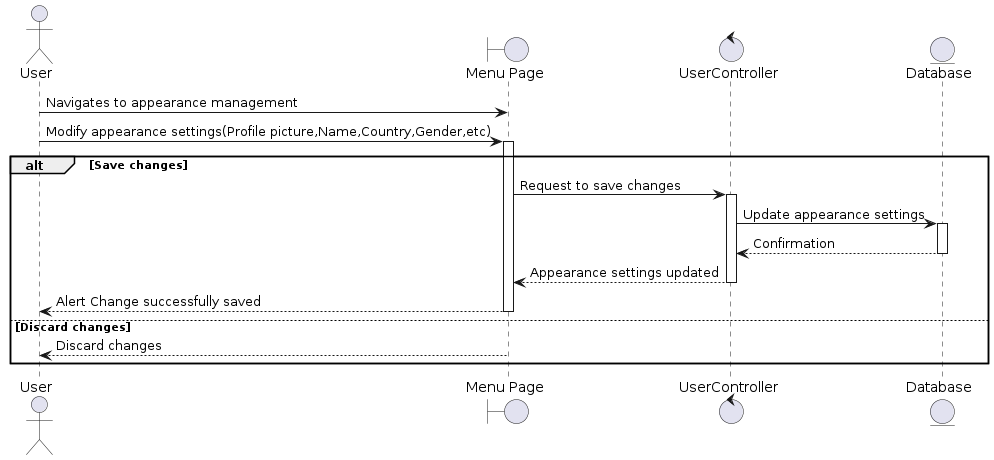 User
Menu Page
UserController
Database
Navigates to appearance management
Modify appearance settings(Profile picture,Name,Country,Gender,etc)
alt
[Save changes]
Request to save changes
Update appearance settings
Confirmation
Appearance settings updated
Alert Change successfully saved
[Discard changes]
Discard changes
User
Menu Page
UserController
Database